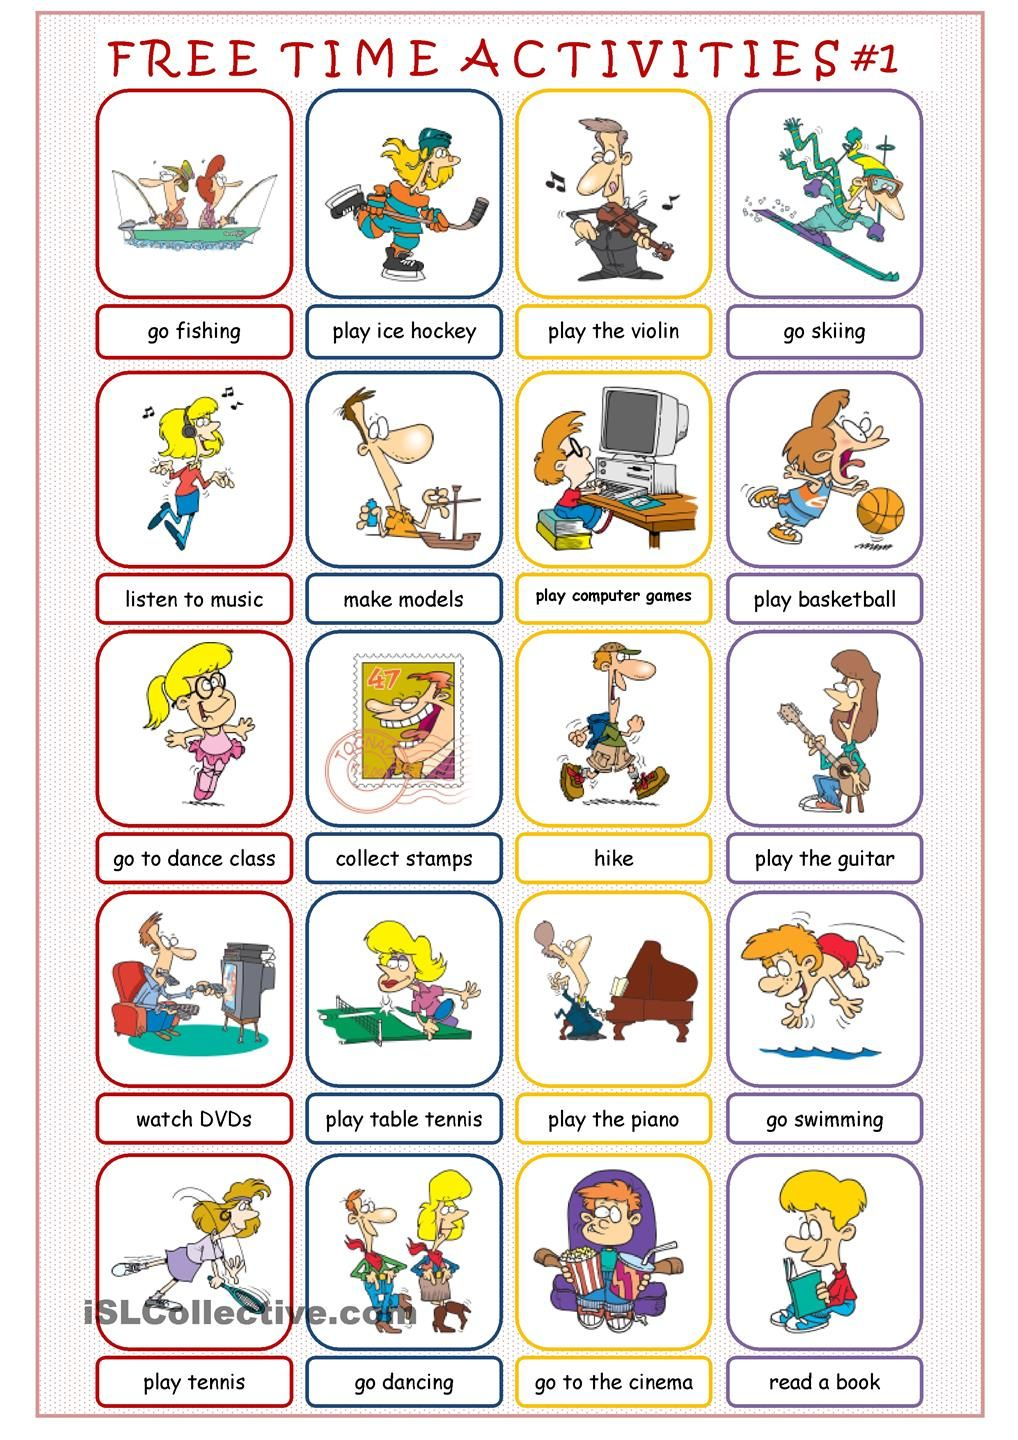 FREE TIME ACTIVITIES #1
go fishing
play ice hockey
play the violin
go skiing
listen to music
make models
play computer games
play basketball
47
go to dance class
collect stamps
hike
play the guitar
watch DVDs
play table tennis
play the piano
go swimming
iSLCollective.com
play tennis
go dancing
go to the cinema
read a book